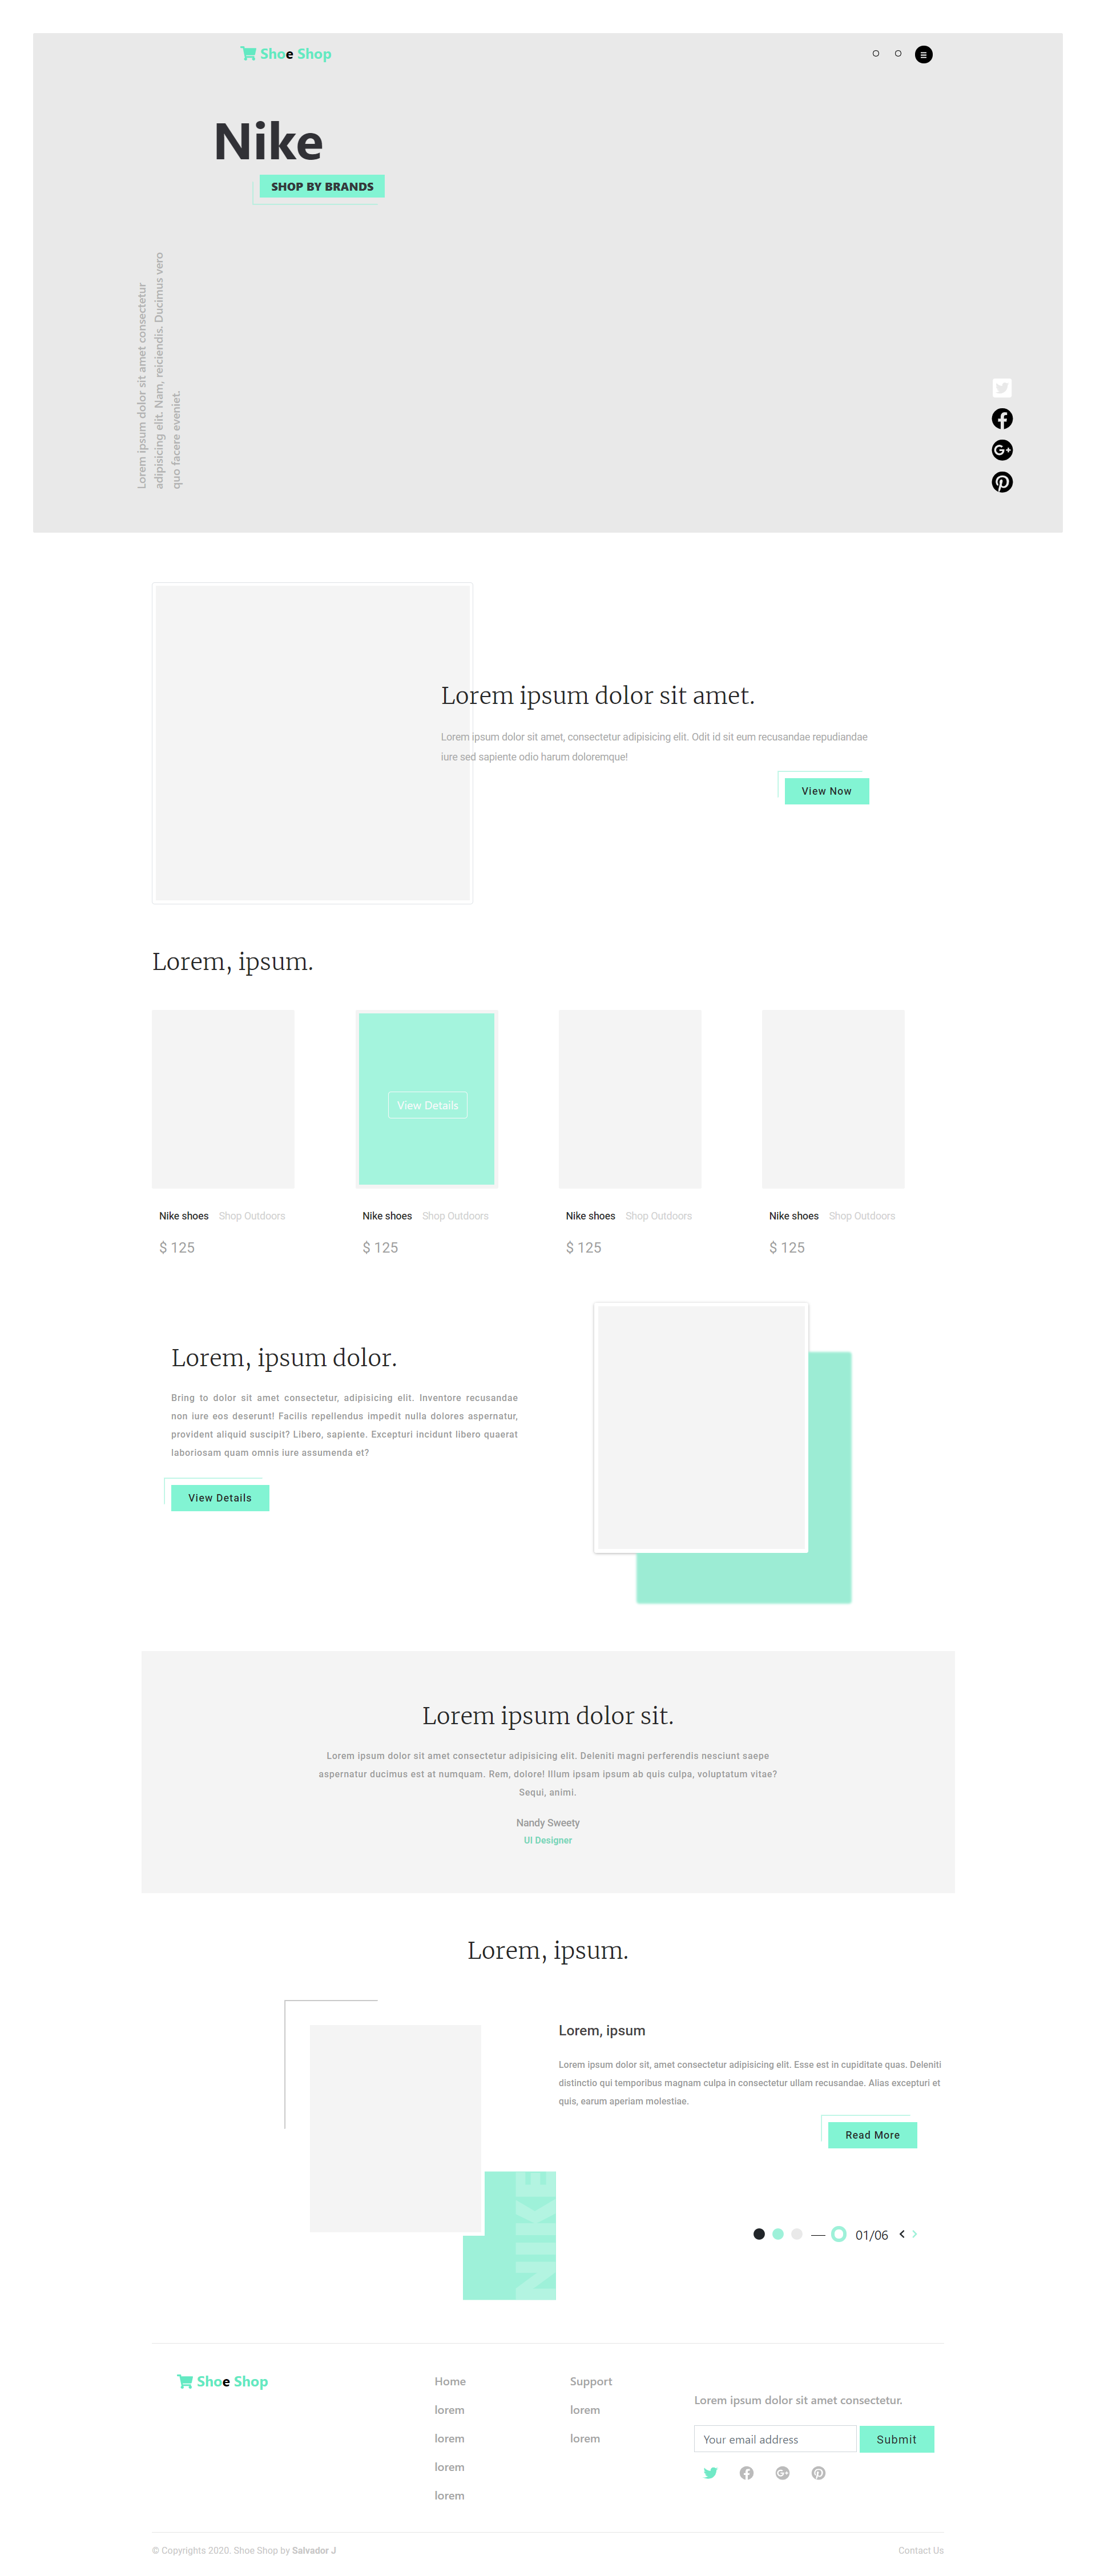 Shoe Shop
Nike
SHOP BY BRANDS
Lorem ipsum dolor sit amet consectetur
adipisicing elit. Nam, reiciendis. Ducimus vero
quo facere eveniet.
Lorem ipsum dolor sit amet.
Lorem ipsum dolor sit amet, consectetur adipisicing elit. Odit id sit eum recusandae repudiandae
iure sed sapiente odio harum doloremque!
View Now
Lorem, ipsum.
View Details
Nike shoes Shop Outdoors
$ 125
Nike shoes Shop Outdoors
$ 125
Nike shoes Shop Outdoors
$ 125
Nike shoes Shop Outdoors
$ 125
Lorem, ipsum dolor.
Bring to dolor sit amet consectetur, adipisicing elit. Inventore recusandae
non iure eos deserunt! Facilis repellendus impedit nulla dolores aspernatur,
provident aliquid suscipit? Libero, sapiente. Excepturi incidunt libero quaerat
laboriosam quam omnis iure assumenda et?
View Details
Lorem ipsum dolor sit.
Lorem ipsum dolor sit amet consectetur adipisicing elit. Deleniti magni perferendis nesciunt saepe
aspernatur ducimus est at numquam. Rem, dolore! Illum ipsam ipsum ab quis culpa, voluptatum vitae?
Sequi, animi.
Nandy Sweety
UI Designer
Lorem, ipsum.
Lorem, ipsum
Lorem ipsum dolor sit, amet consectetur adipisicing elit. Esse est in cupiditate quas. Deleniti
distinctio qui temporibus magnam culpa in consectetur ullam recusandae. Alias excepturi et
quis, earum aperiam molestiae.
Read More
NIKE
01/06
Shoe Shop
Home
lorem
lorem
lorem
lorem
Support
lorem
lorem
Lorem ipsum dolor sit amet consectetur.
Your email address
Submit
© Copyrights 2020. Shoe Shop by Salvador J
Contact Us